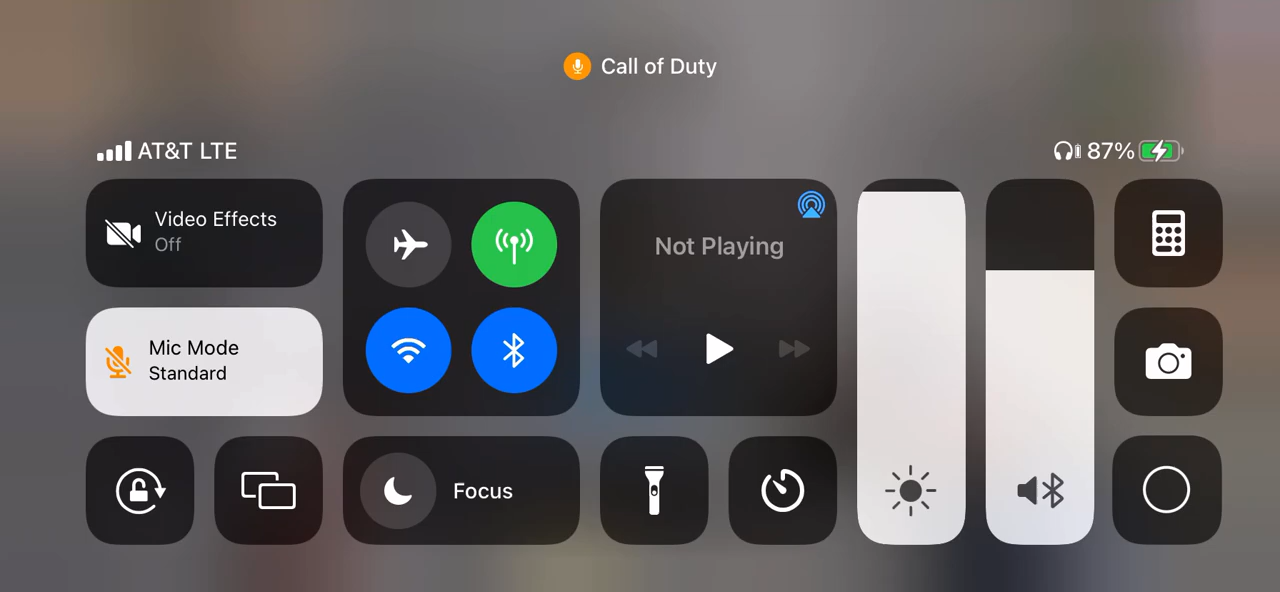 Call of Duty
AT&T LTE
87%
Video Effects
Off
Not Playing
Mic Mode
Standard
Focus